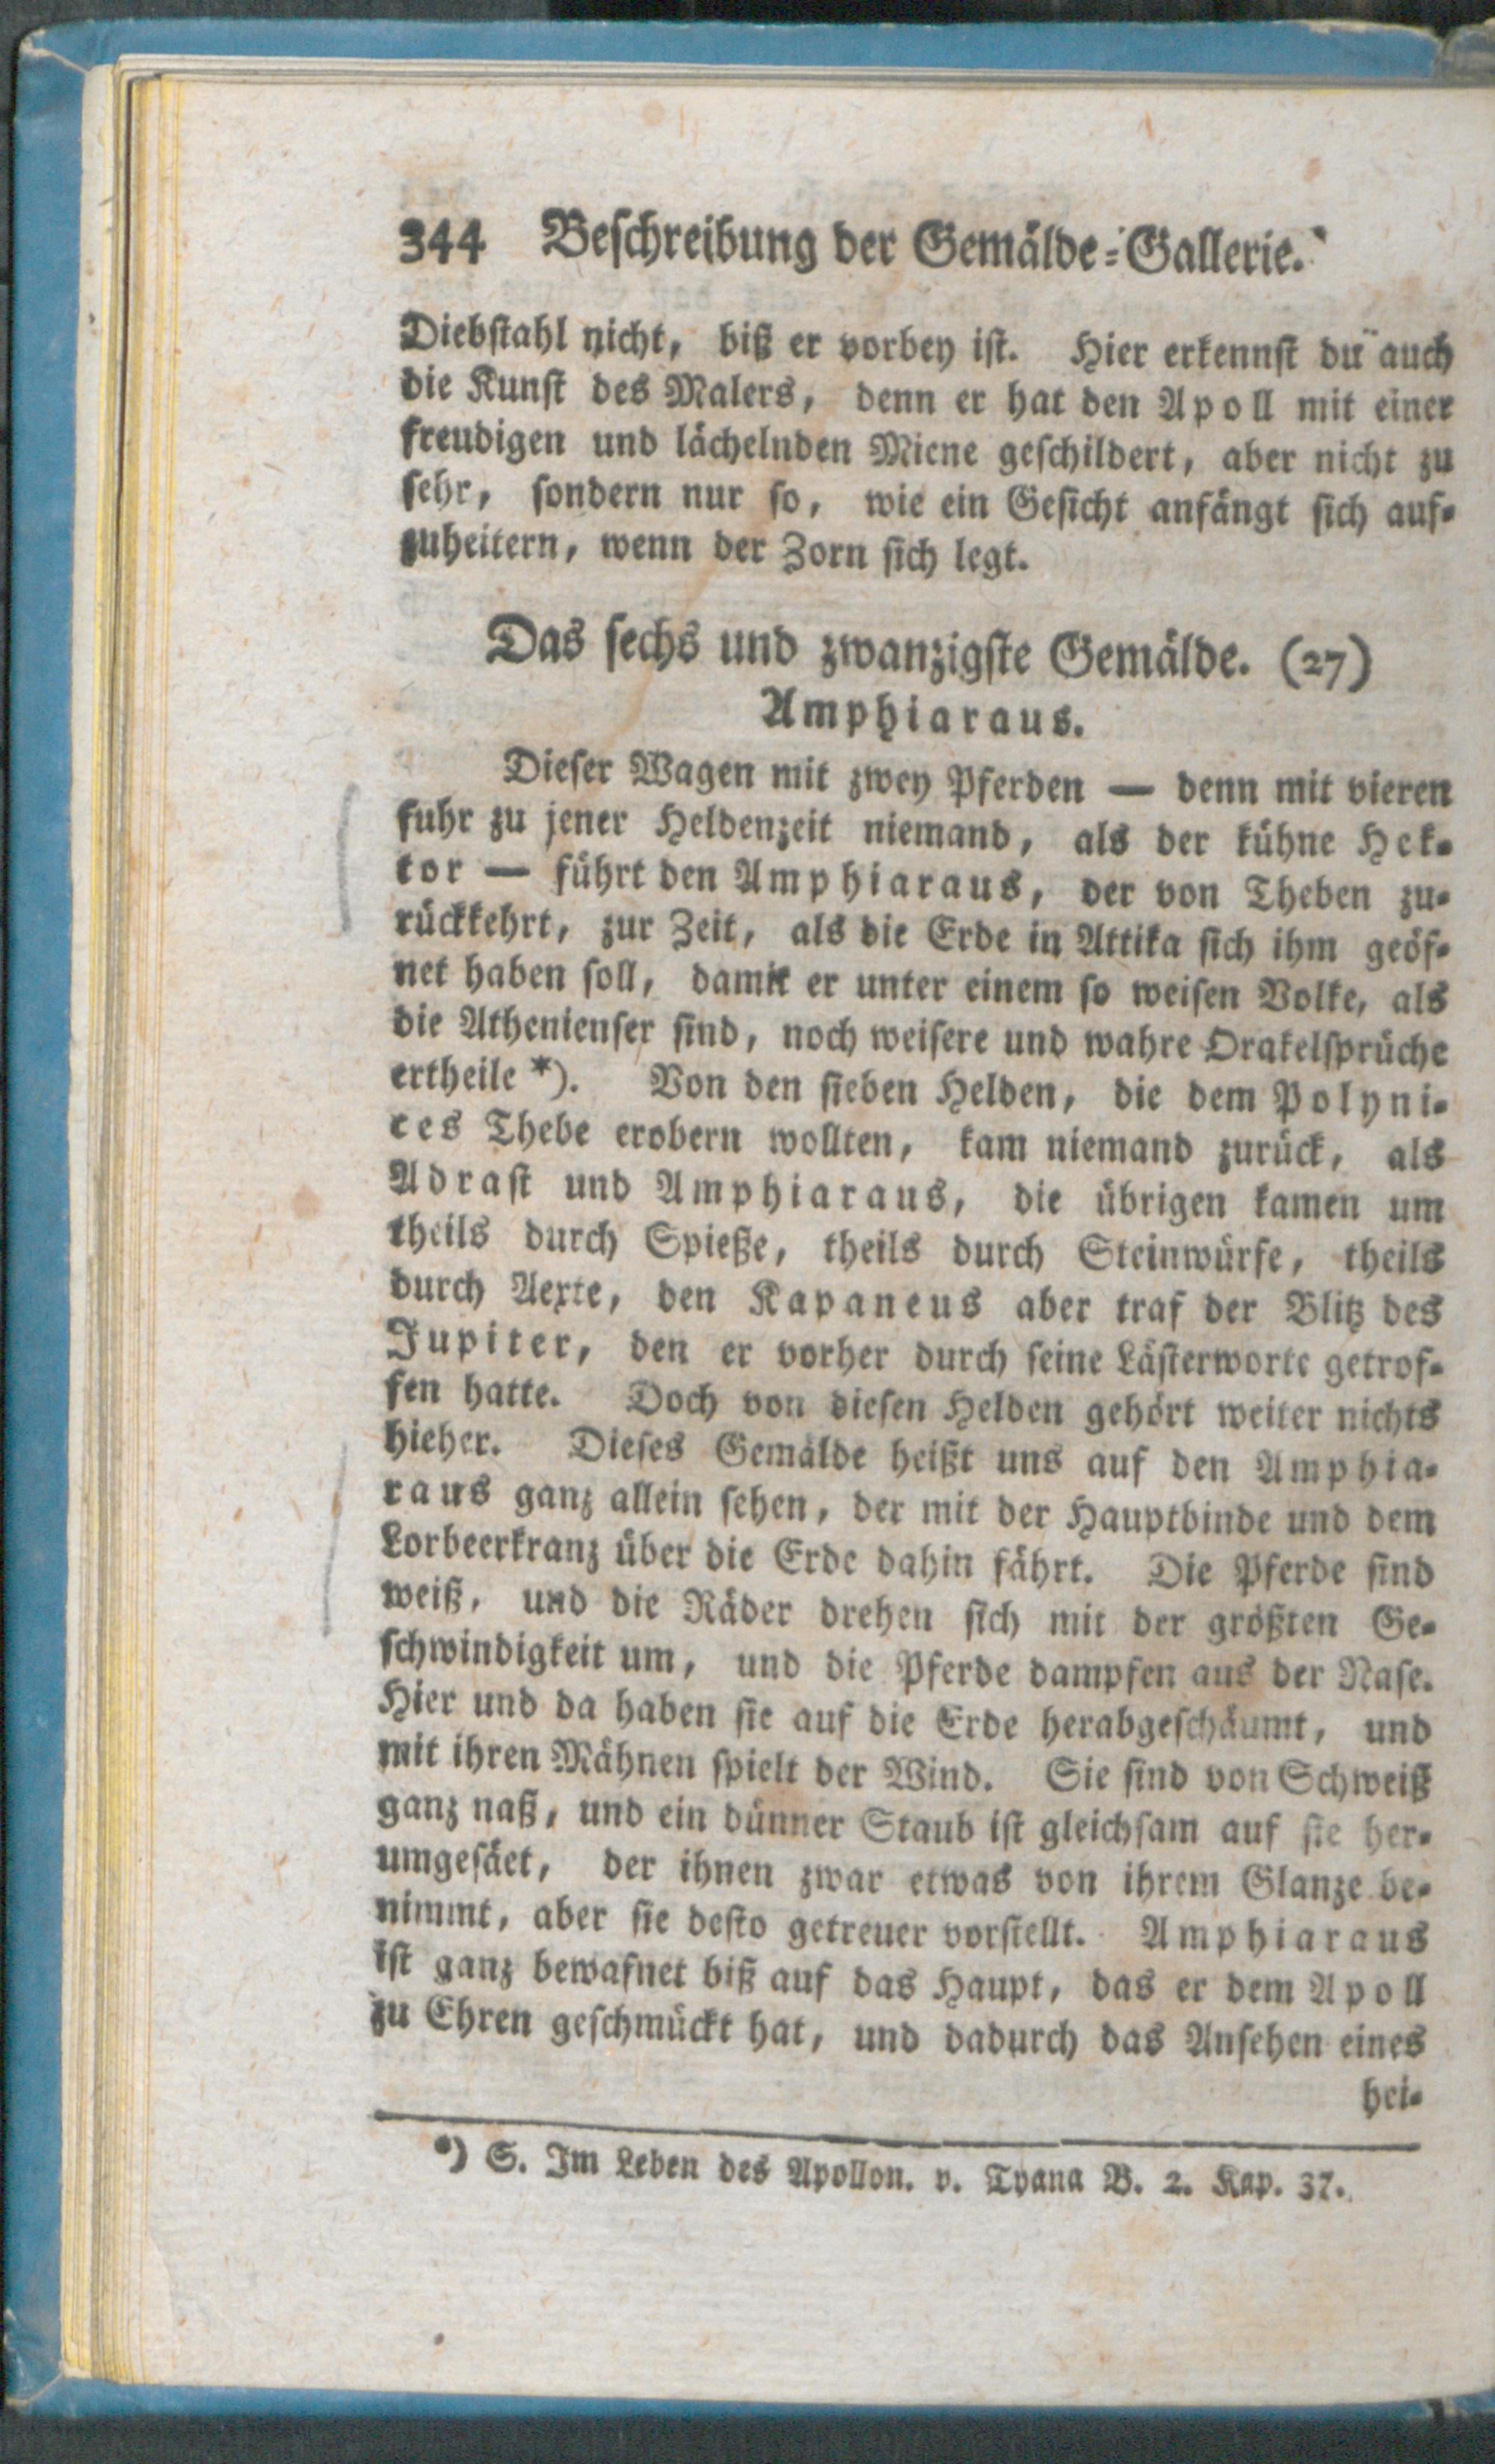 344 Beschreibung der Gemälde-Gallerie.
Diebstahl nicht, biß er vorbey ist. Hier erkennst du auch
die Kunst des Malers, denn er hat den Apoll mit einer
freudigen und lächelnden Miene geschildert, aber nicht zu
sehr, sondern nur so, wie ein Gesicht anfängt sich auf-
zuheitern, wenn der Zorn sich legt.
Das sechs und zwanzigste Gemälde. (27)
Amphiaraus.
Dieser Wagen mit zwey Pferden — denn mit vieren
fuhr zu jener Heldenzeit niemand, als der kühne Hek-
tor — führt den Amphiaraus, der von Theben zu-
rückkehrt, zur Zeit, als die Erde in Attika sich ihm geöf-
net haben soll, damit er unter einem so weisen Volke, als
die Athenienser sind, noch weisere und wahre Orakelsprüche
ertheile *). Von den sieben Helden, die dem Polyni-
ces Thebe erobern wollten, kam niemand zurück, als
Adrast und Amphiaraus, die übrigen kamen um
theils durch Spieße, theils durch Steinwürfe, theils
durch Aexte, den Kapaneus aber traf der Blitz des
Jupiter, den er vorher durch seine Lästerworte getrof-
fen hatte. Doch von diesen Helden gehört weiter nichts
hieher. Dieses Gemälde heißt uns auf den Amphia-
raus ganz allein sehen, der mit der Hauptbinde und dem
Lorbeerkranz über die Erde dahin fährt. Die Pferde sind
weiß, und die Räder drehen sich mit der größten Ge-
schwindigkeit um, und die Pferde dampfen aus der Nase.
Hier und da haben sie auf die Erde herabgeschäumt, und
mit ihren Mähnen spielt der Wind. Sie sind von Schweiß
ganz naß, und ein dünner Staub ist gleichsam auf sie her-
umgesäet, der ihnen zwar etwas von ihrem Glanze be-
nimmt, aber sie desto getreuer vorstellt. Amphiaraus
ist ganz bewafnet biß auf das Haupt, das er dem Apoll
zu Ehren geschmückt hat, und dadurch das Ansehen eines
hei-
*) S. Im Leben des Apollon. v. Tyana B. 2. Kap. 37.